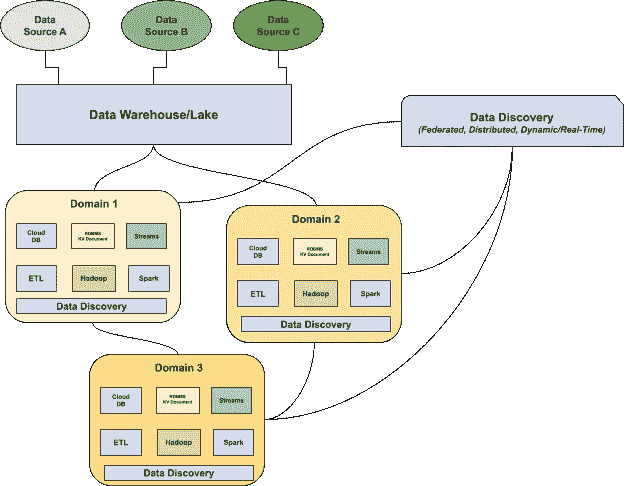 Data
Source A
Data
Source B
Data
Source C
Data Warehouse/Lake
Data Discovery
(Federated, Distributed, Dynamic/Real-Time)
Domain 1
Cloud
DB
RDBMS
KV Document
Streams
ETL
Hadoop
Spark
Data Discovery
Domain 2
Cloud
DB
RDBMS
KV Document
Streams
ETL
Hadoop
Spark
Data Discovery
Domain 3
Cloud
DB
RDBMS
KV Document
Streams
ETL
Hadoop
Spark
Data Discovery